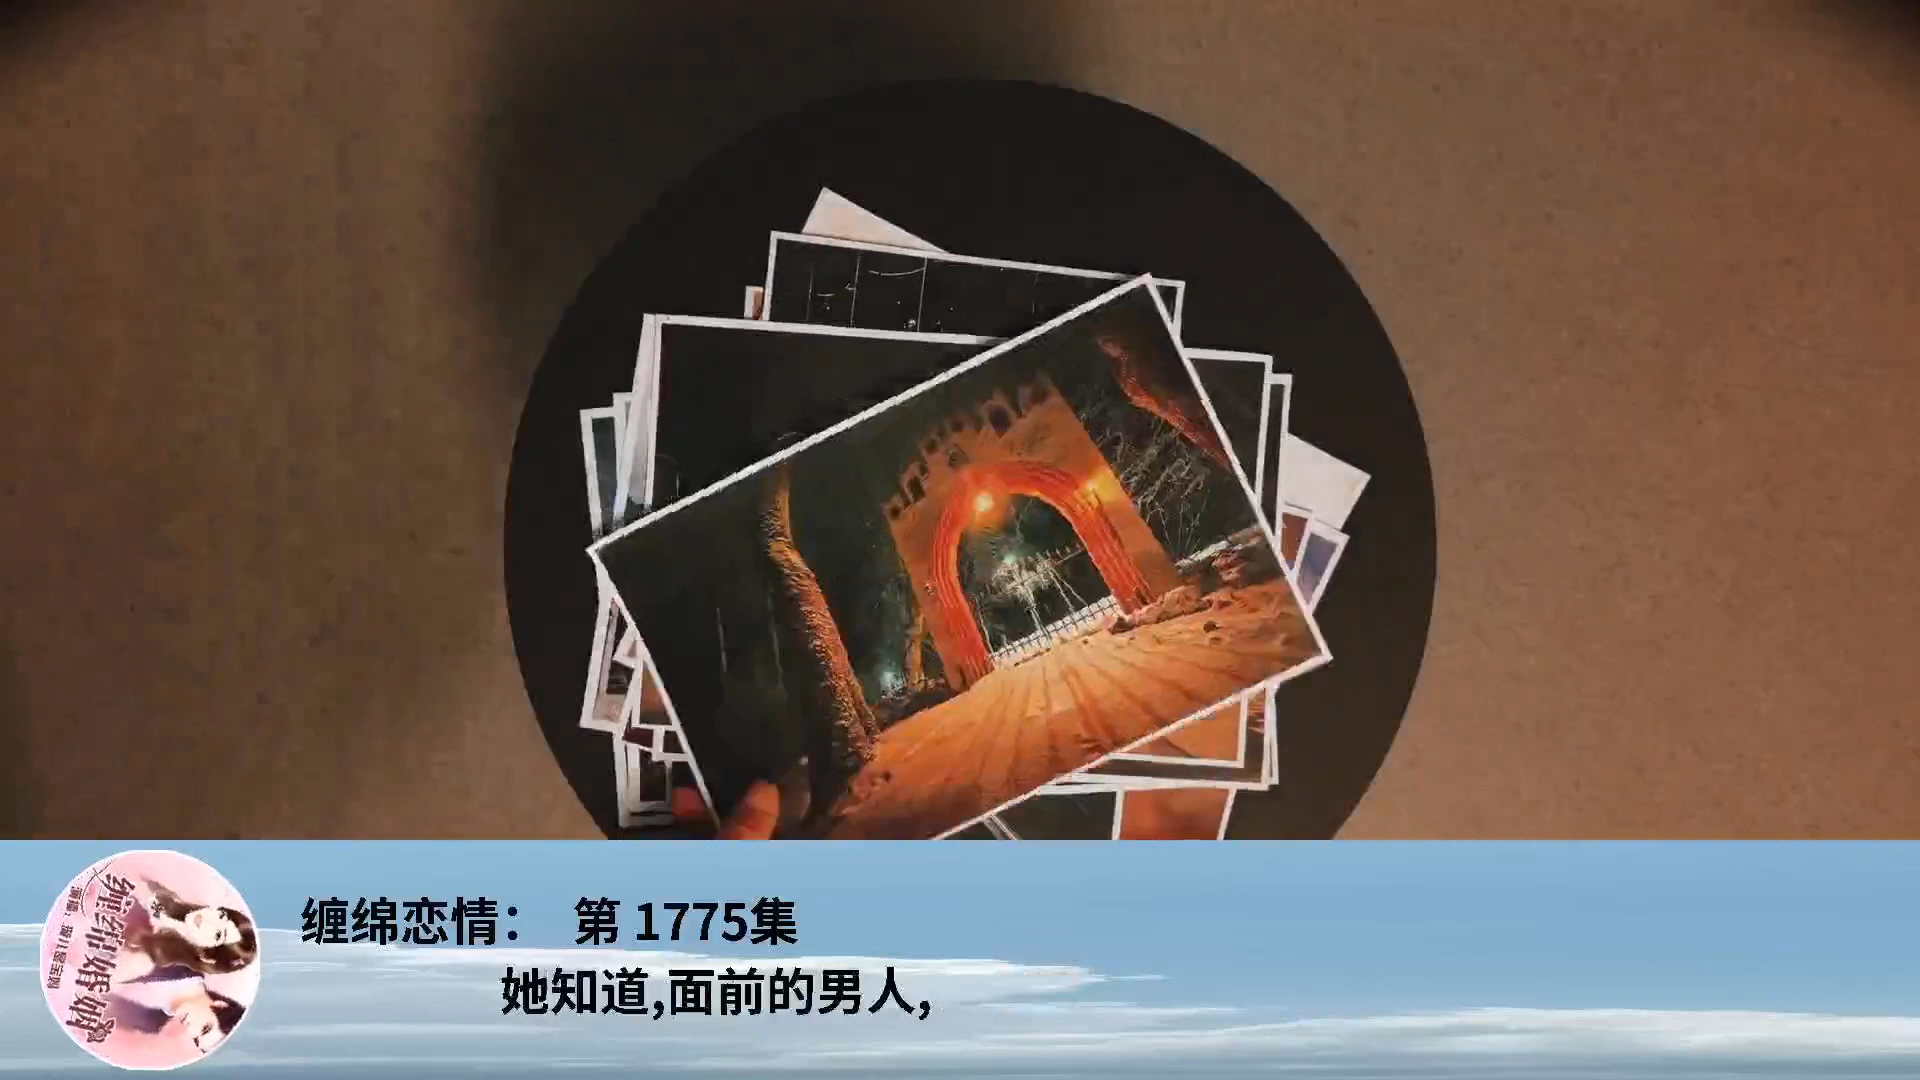 缠绵恋情： 第 1775集
她知道,面前的男人,